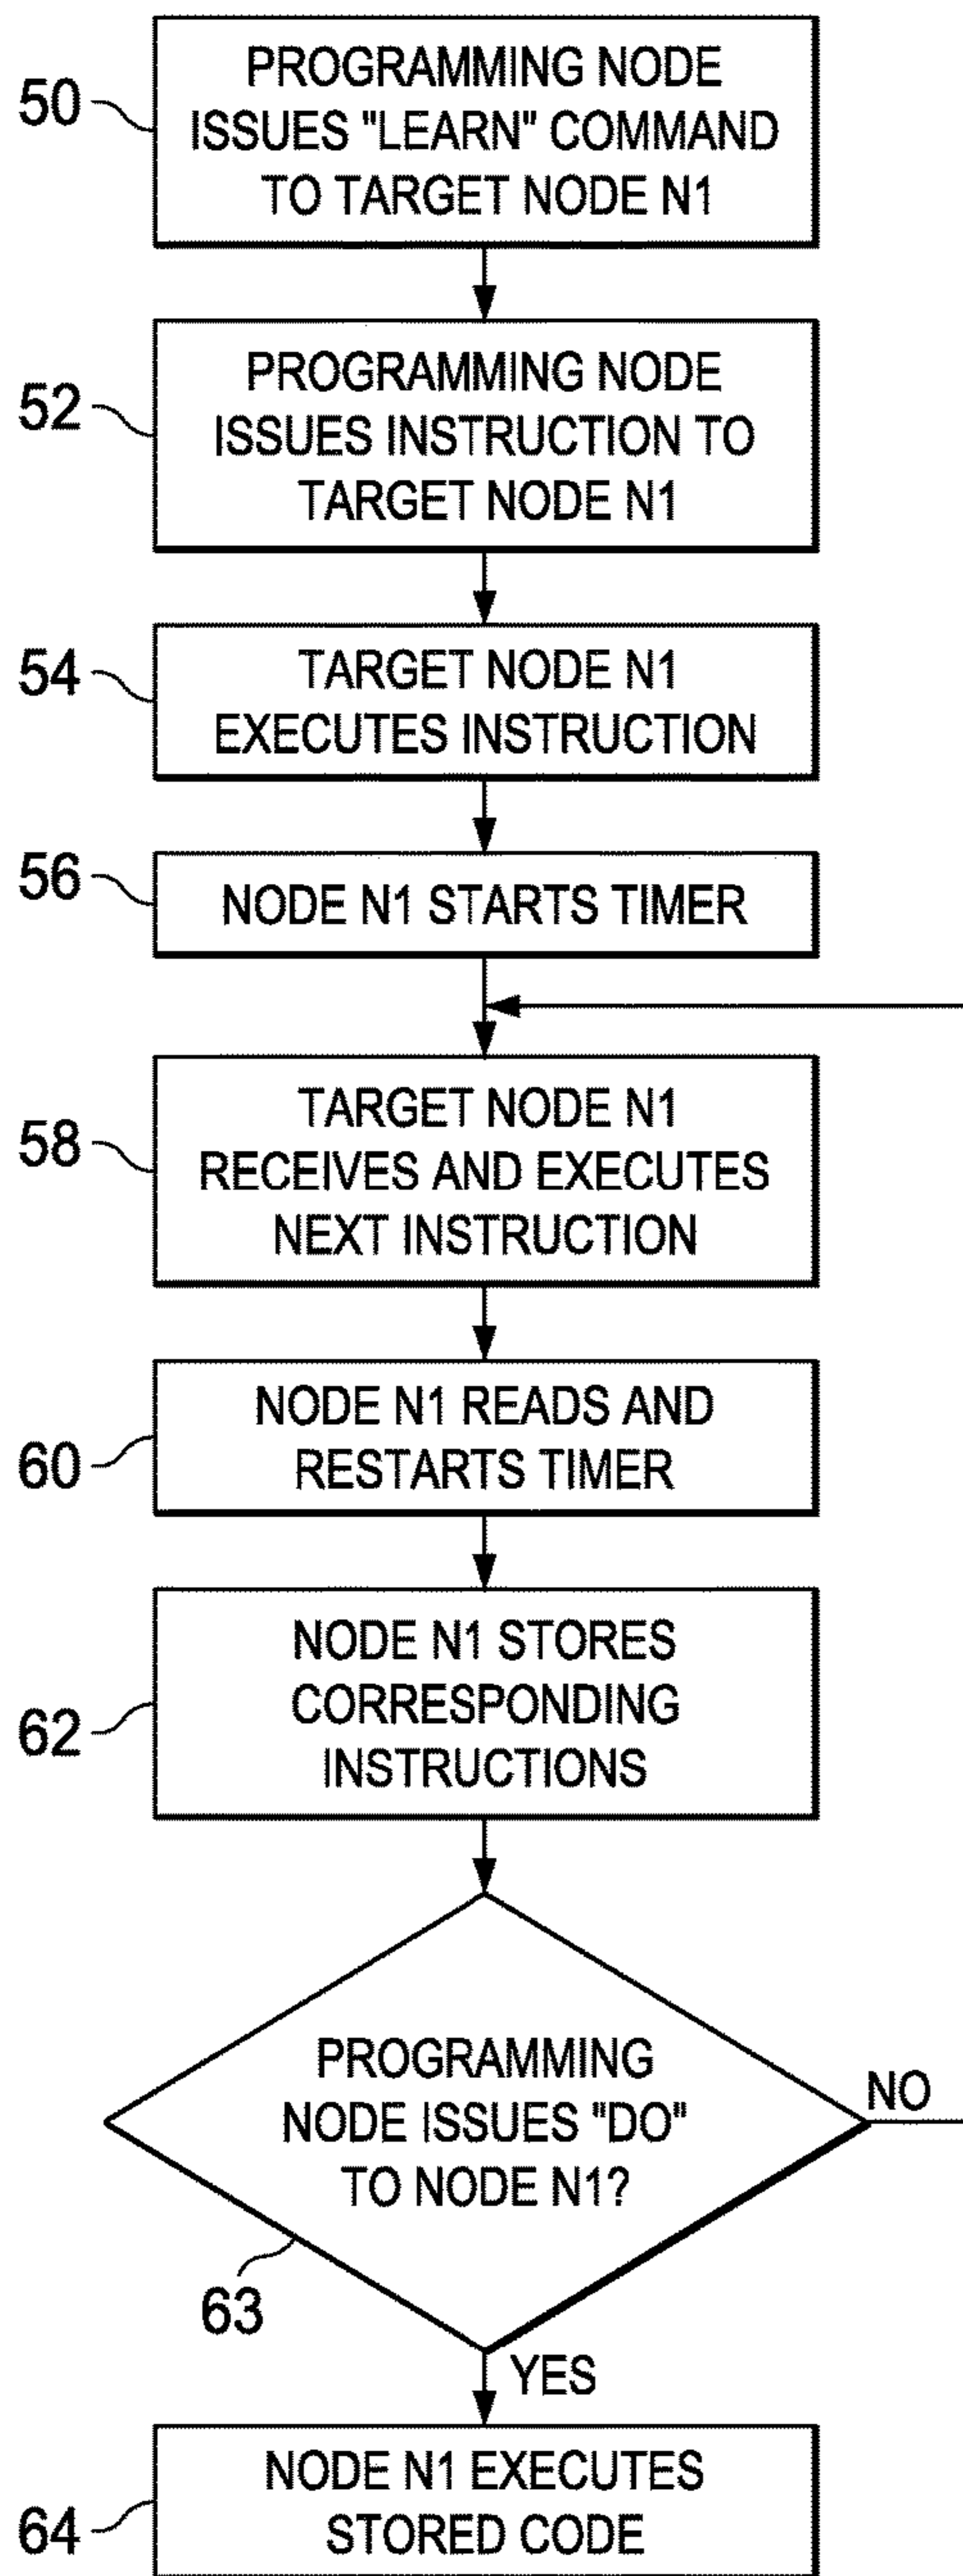 50
PROGRAMMING NODE
ISSUES "LEARN" COMMAND
TO TARGET NODE N1
52
PROGRAMMING NODE
ISSUES INSTRUCTION TO
TARGET NODE N1
54
TARGET NODE N1
EXECUTES INSTRUCTION
56
NODE N1 STARTS TIMER
58
TARGET NODE N1
RECEIVES AND EXECUTES
NEXT INSTRUCTION
60
NODE N1 READS AND
RESTARTS TIMER
62
NODE N1 STORES
CORRESPONDING
INSTRUCTIONS
PROGRAMMING
NODE ISSUES "DO"
TO NODE N1?
NO
63
YES
64
NODE N1 EXECUTES
STORED CODE